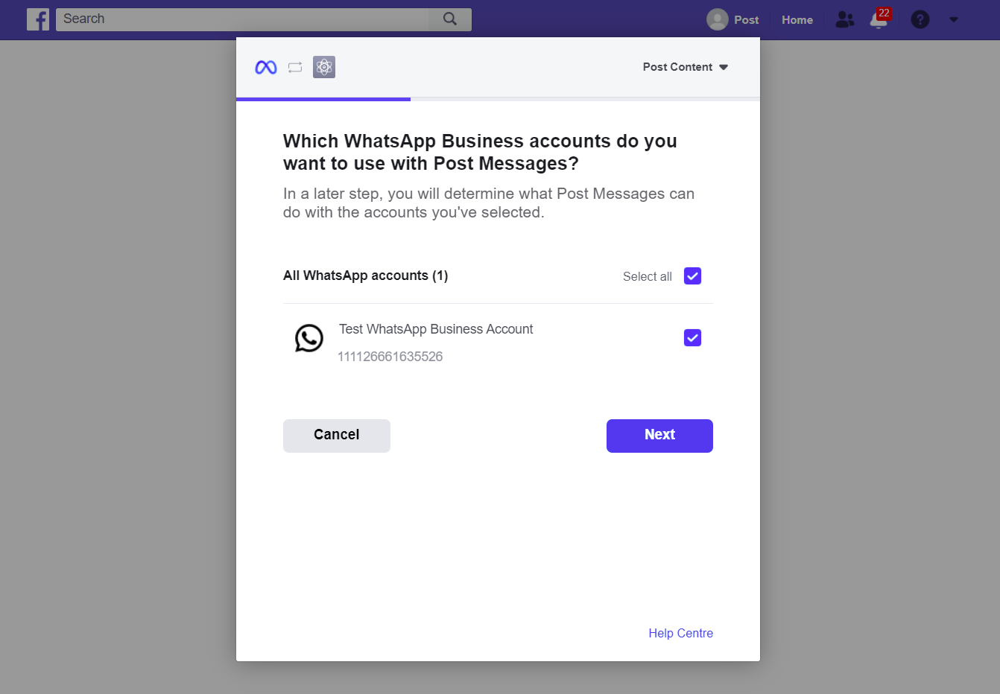 Search
Post
Home
22
?
Post Content
Which WhatsApp Business accounts do you
want to use with Post Messages?
In a later step, you will determine what Post Messages can
do with the accounts you've selected.
All WhatsApp accounts (1)
Select all
Test WhatsApp Business Account
111126661635526
Cancel
Next
Help Centre